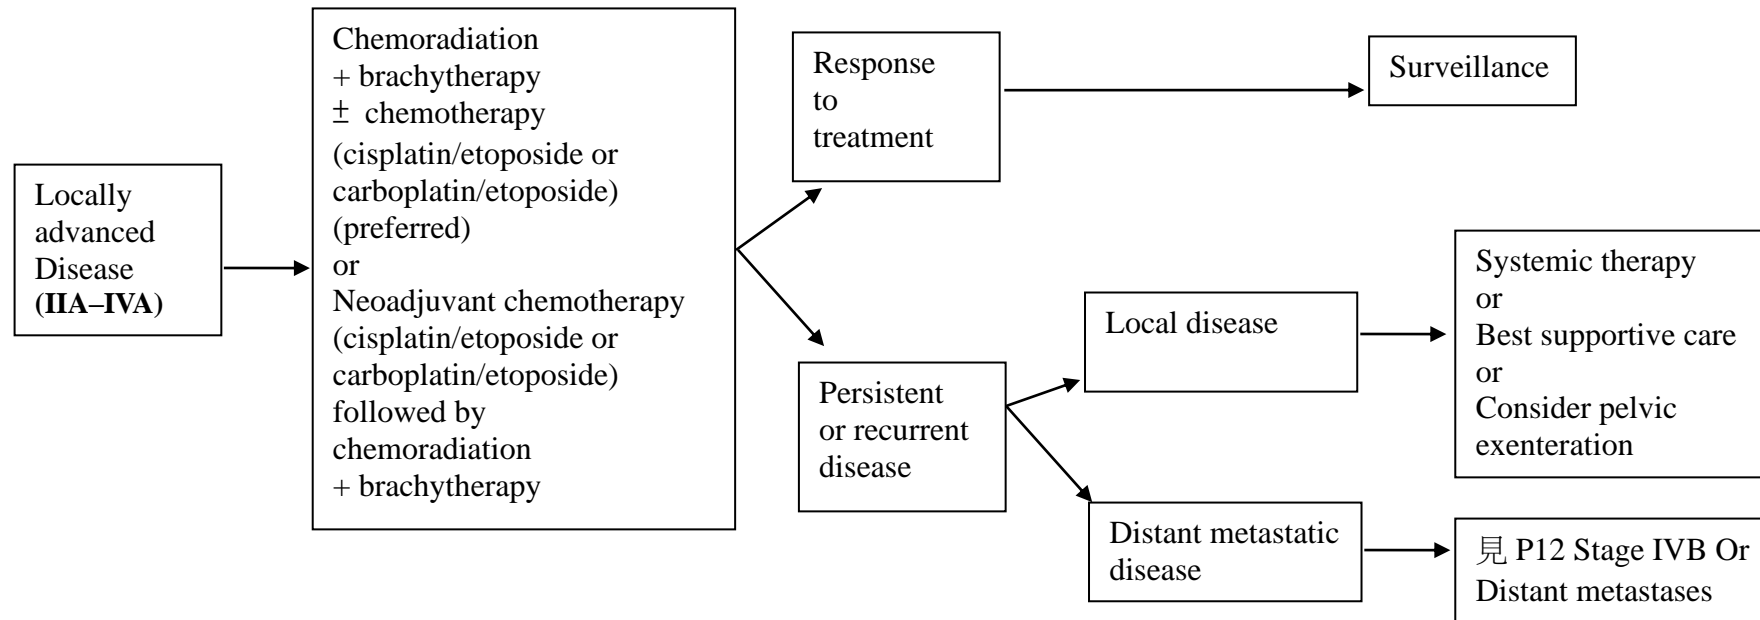 Locally
advanced
Disease
(IIA–IVA)
Chemoradiation
+ brachytherapy
± chemotherapy
(cisplatin/etoposide or
carboplatin/etoposide)
(preferred)
or
Neoadjuvant chemotherapy
(cisplatin/etoposide or
carboplatin/etoposide)
followed by
chemoradiation
+ brachytherapy
Response
to
treatment
Surveillance
Persistent
or recurrent
disease
Local disease
Systemic therapy
or
Best supportive care
or
Consider pelvic
exenteration
Distant metastatic
disease
見 P12 Stage IVB Or
Distant metastases